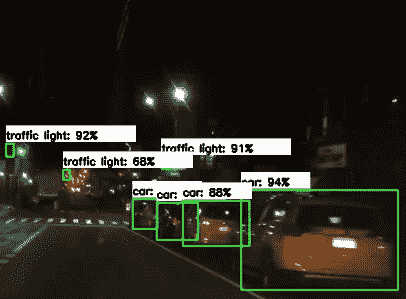 traffic light: 92%
traffic light: 91%
traffic light: 68%
car: 94%
car:
car:
car: 88%